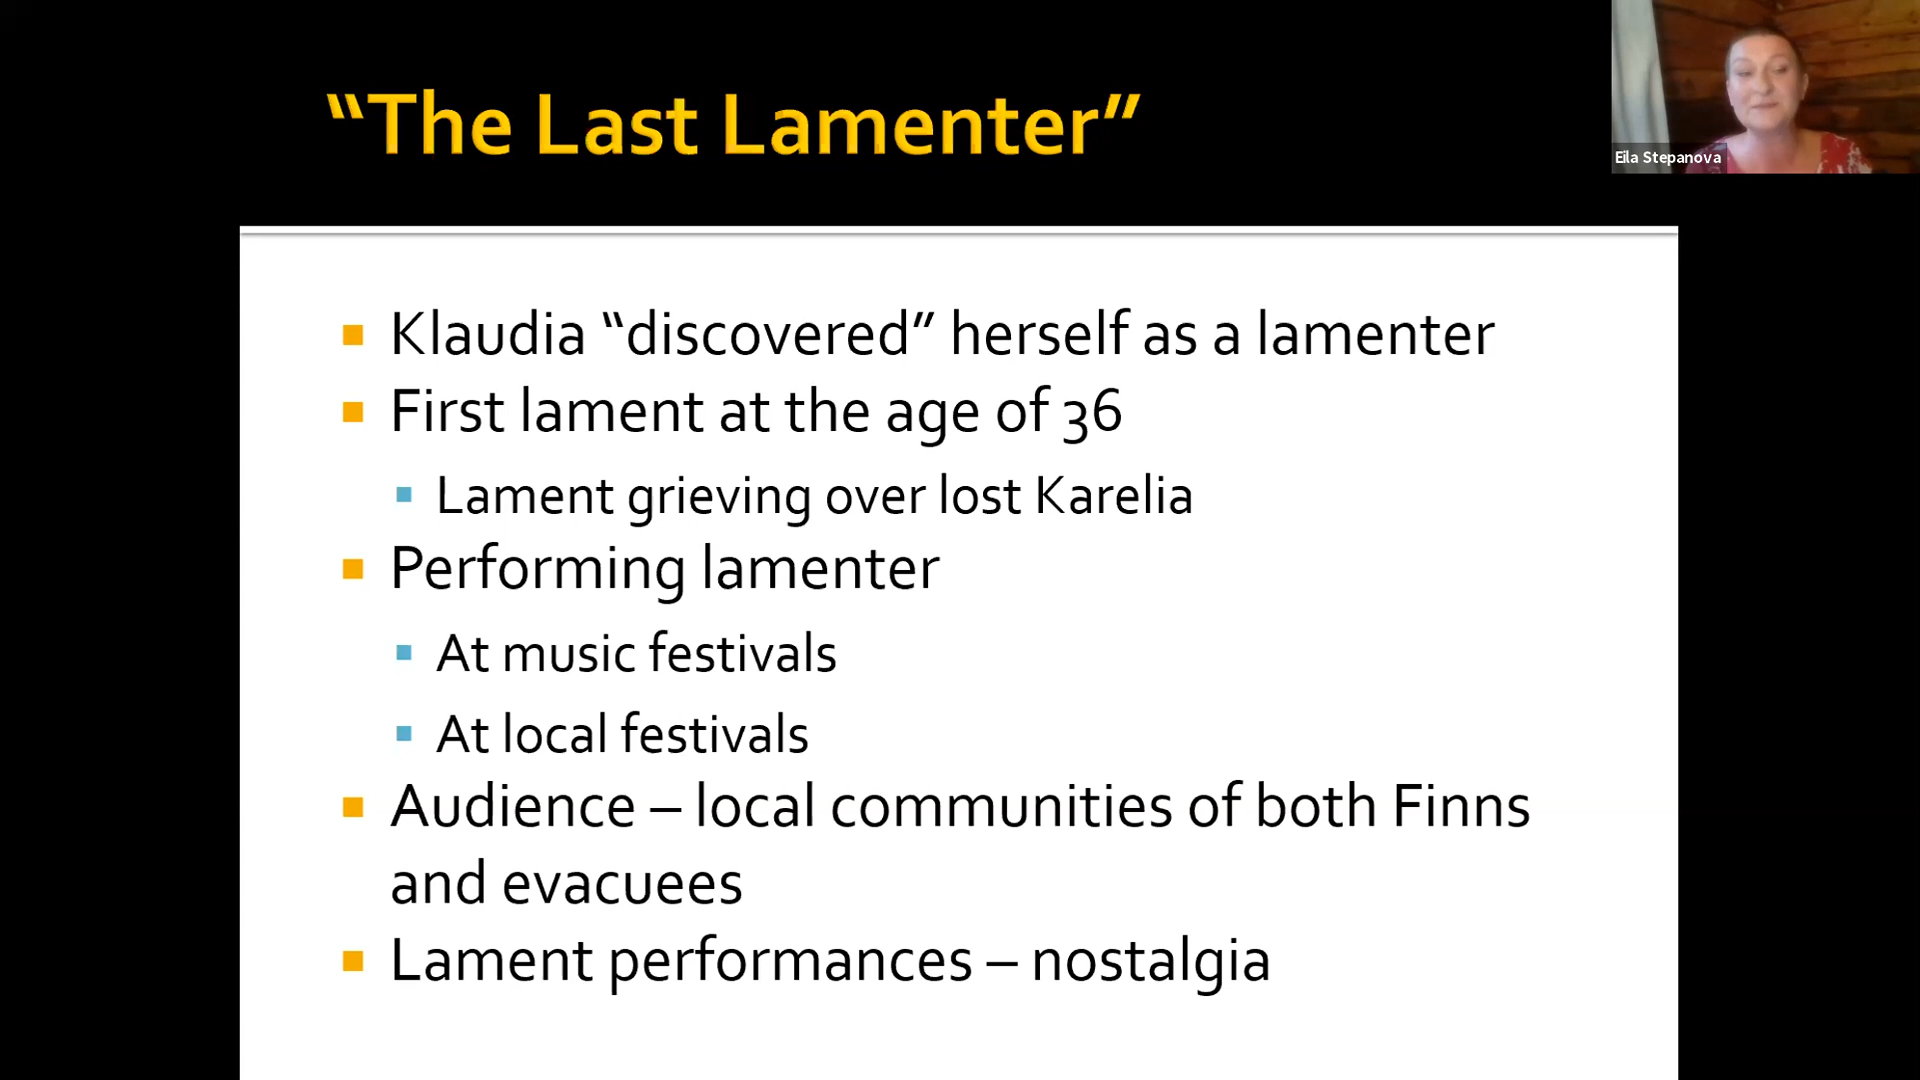 “The Last Lamenter”
Eila Stepanova
Klaudia “discovered” herself as a lamenter
First lament at the age of 36
Lament grieving over lost Karelia
Performing lamenter
At music festivals
At local festivals
Audience – local communities of both Finns
and evacuees
Lament performances – nostalgia